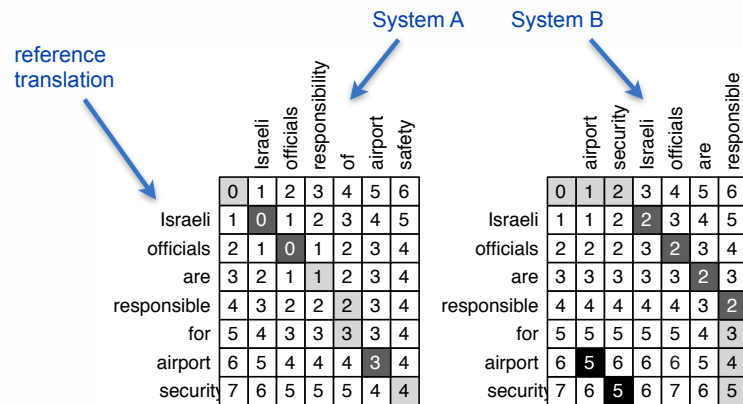 System A
System B
reference
translation
Israeli
officials
responsibility
of
airport
safety
airport
security
Israeli
officials
are
responsible
0 1 2 3 4 5 6
Israeli 1 0 1 2 3 4 5
officials 2 1 0 1 2 3 4
are 3 2 1 1 2 3 4
responsible 4 3 2 2 2 3 4
for 5 4 3 3 3 3 4
airport 6 5 4 4 4 3 4
security 7 6 5 5 5 4 4
0 1 2 3 4 5 6
Israeli 1 1 2 2 3 4 5
officials 2 2 2 3 2 3 4
are 3 3 3 3 3 2 3
responsible 4 4 4 4 4 3 2
for 5 5 5 5 5 4 3
airport 6 5 6 6 6 5 4
security 7 6 5 6 7 6 5